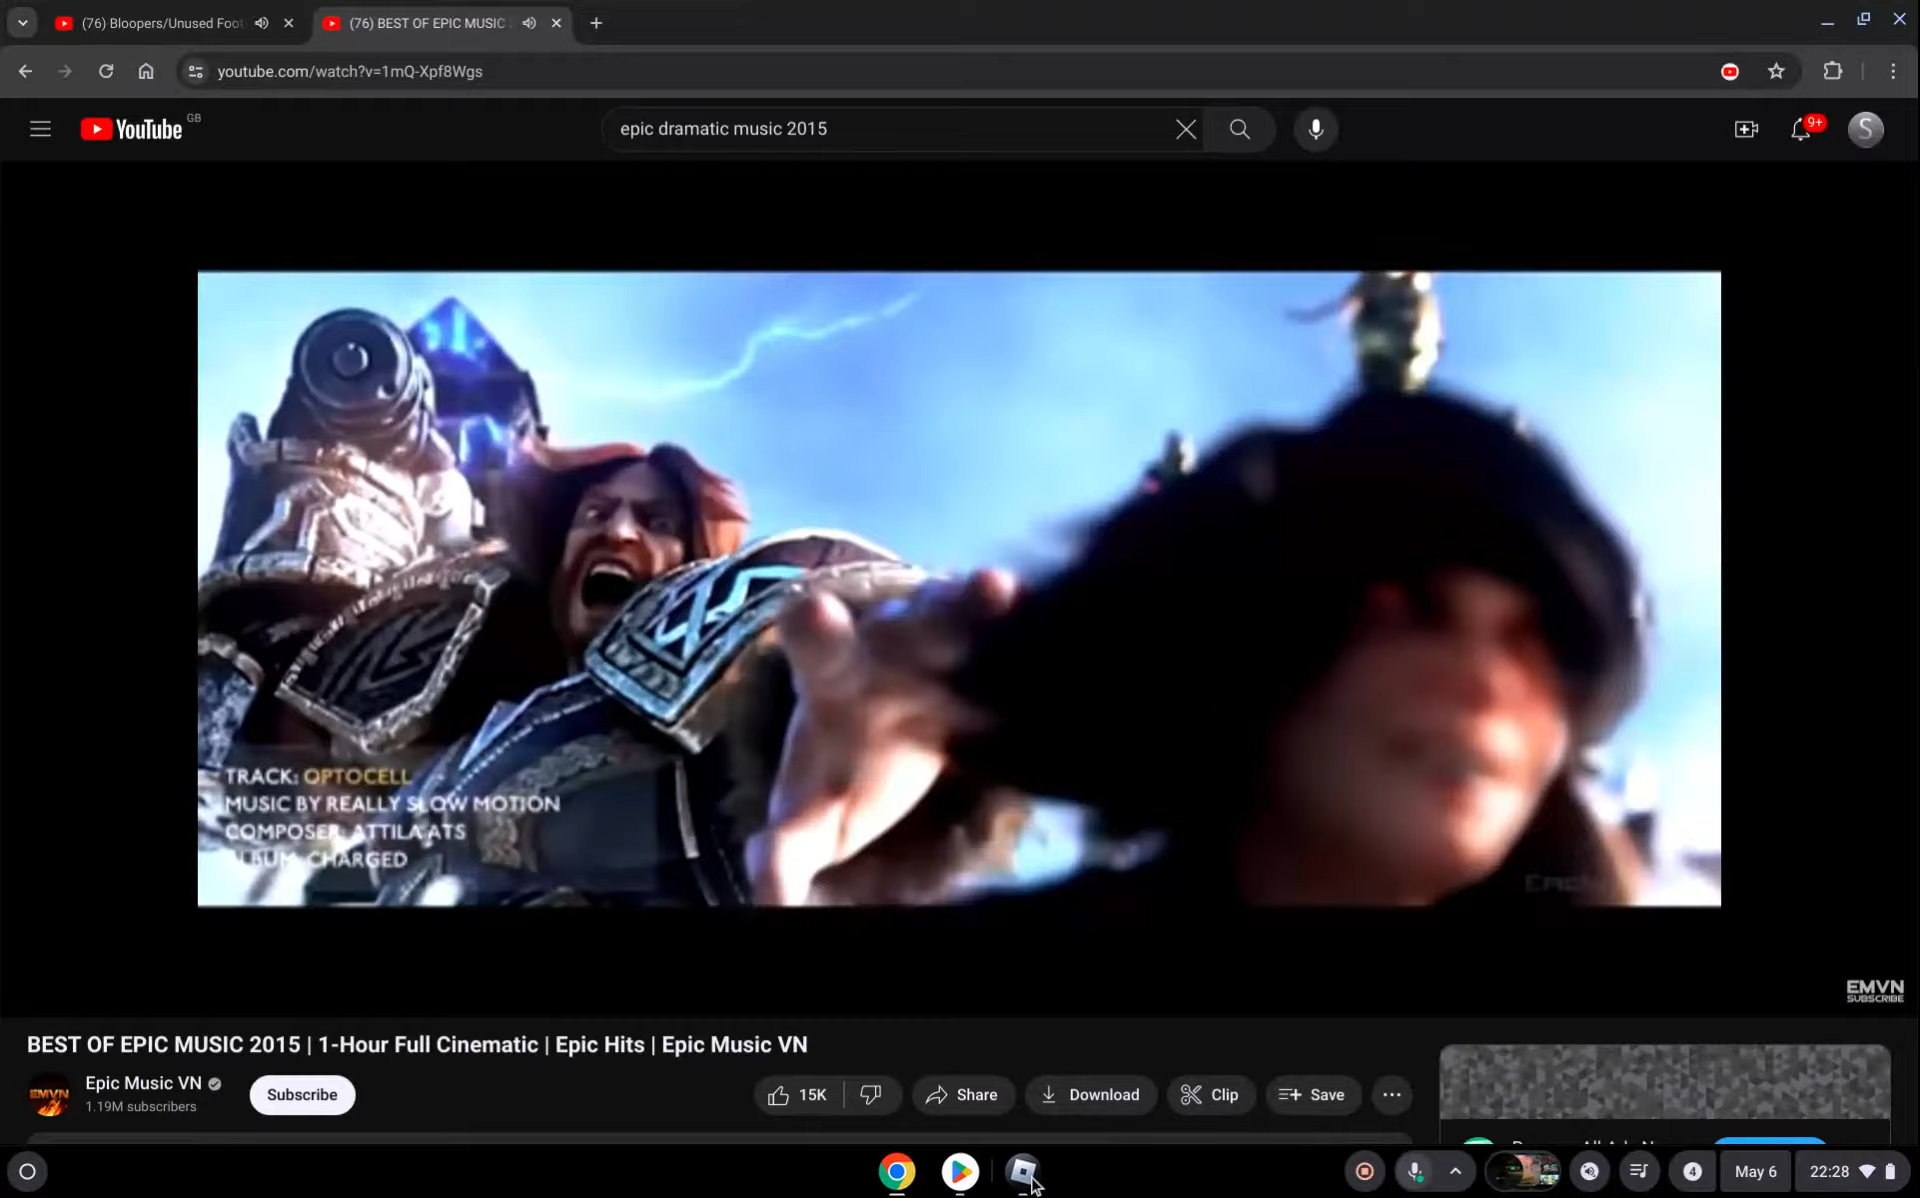 (76) Bloopers/Unused Foot
(76) BEST OF EPIC MUSIC
youtube.com/watch?v=1mQ-Xpf8Wgs
YouTube GB
epic dramatic music 2015
9+
S
TRACK: OPTOCELL
MUSIC BY REALLY SLOW MOTION
COMPOSER: ATTILA ATS
ALBUM: CHARGED
EMVN
SUBSCRIBE
BEST OF EPIC MUSIC 2015 | 1-Hour Full Cinematic | Epic Hits | Epic Music VN
EMVN
Epic Music VN
1.19M subscribers
Subscribe
15K
Share
Download
Clip
Save
4
May 6
22:28